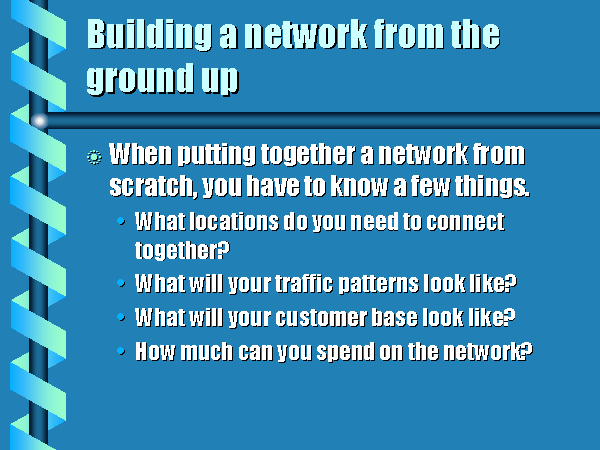 Building a network from the
ground up
When putting together a network from
scratch, you have to know a few things.
• What locations do you need to connect
together?
• What will your traffic patterns look like?
• What will your customer base look like?
• How much can you spend on the network?